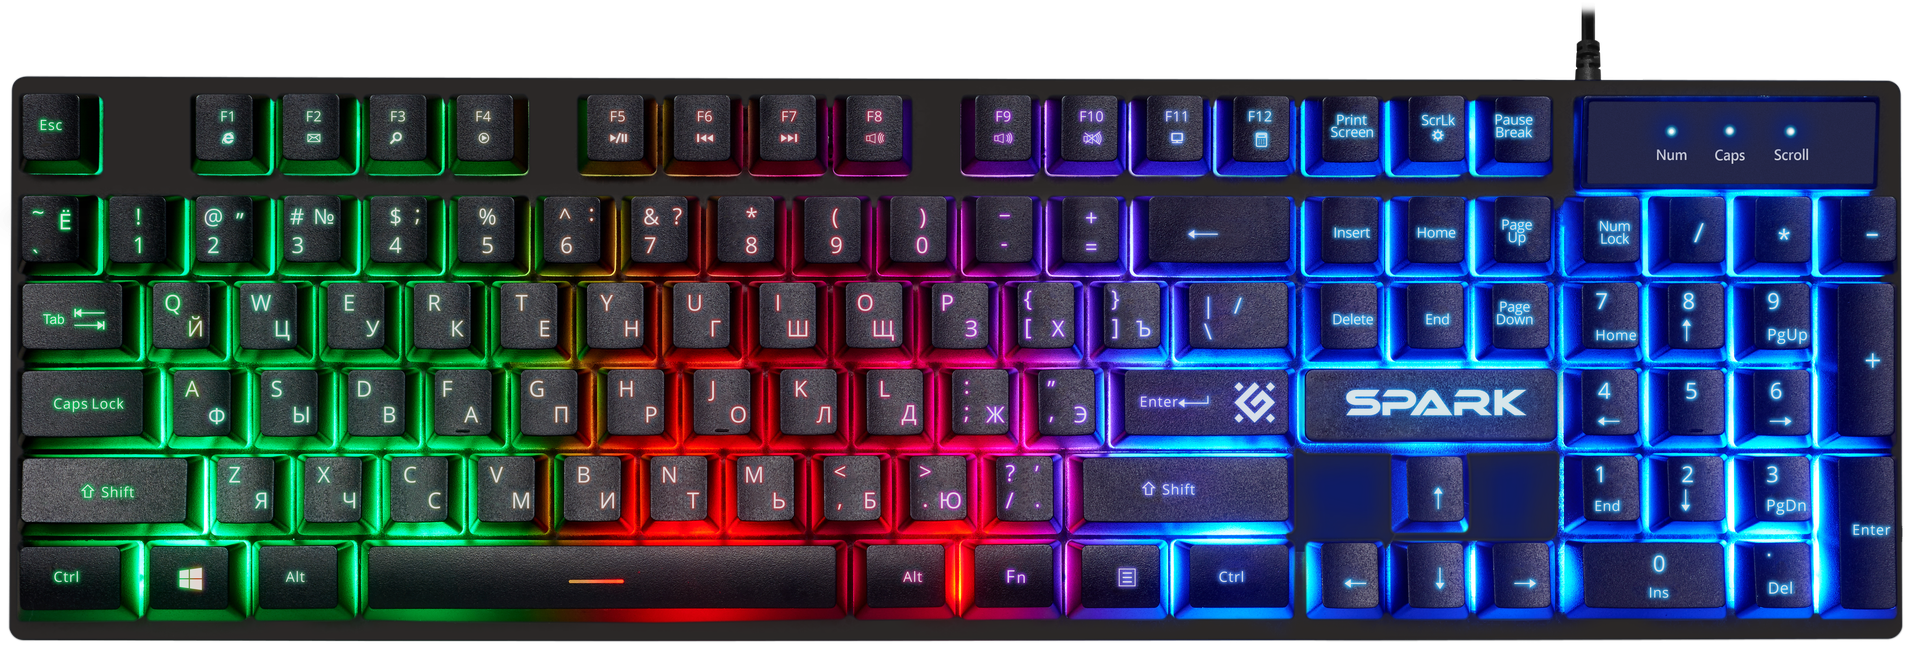 Esc F1 F2 F3 F4 F5 F6 F7 F8 F9 F10 F11 F12 Print Screen ScrLk Pause Break
Num Caps Scroll
~ Ё ` ! 1 @ " 2 # № 3 $ ; 4 % 5 ^ : 6 & ? 7 * 8 ( 9 ) 0 − - + = ← Insert Home Page Up Num Lock / * −
Tab Q Й W Ц E У R К T Е Y Н U Г I Ш O Щ P З { [ Х } ] Ъ | / \ Delete End Page Down 7 Home 8 ↑ 9 PgUp +
Caps Lock A Ф S Ы D В F А G П H Р J О K Л L Д : ; Ж " , Э Enter SPARK 4 ← 5 6 →
Shift Z Я X Ч C С V М B И N Т M Ь < , Б > . Ю ? ' / . Shift ↑ 1 End 2 ↓ 3 PgDn Enter
Ctrl Alt Alt Fn Ctrl ← ↓ → 0 Ins . Del